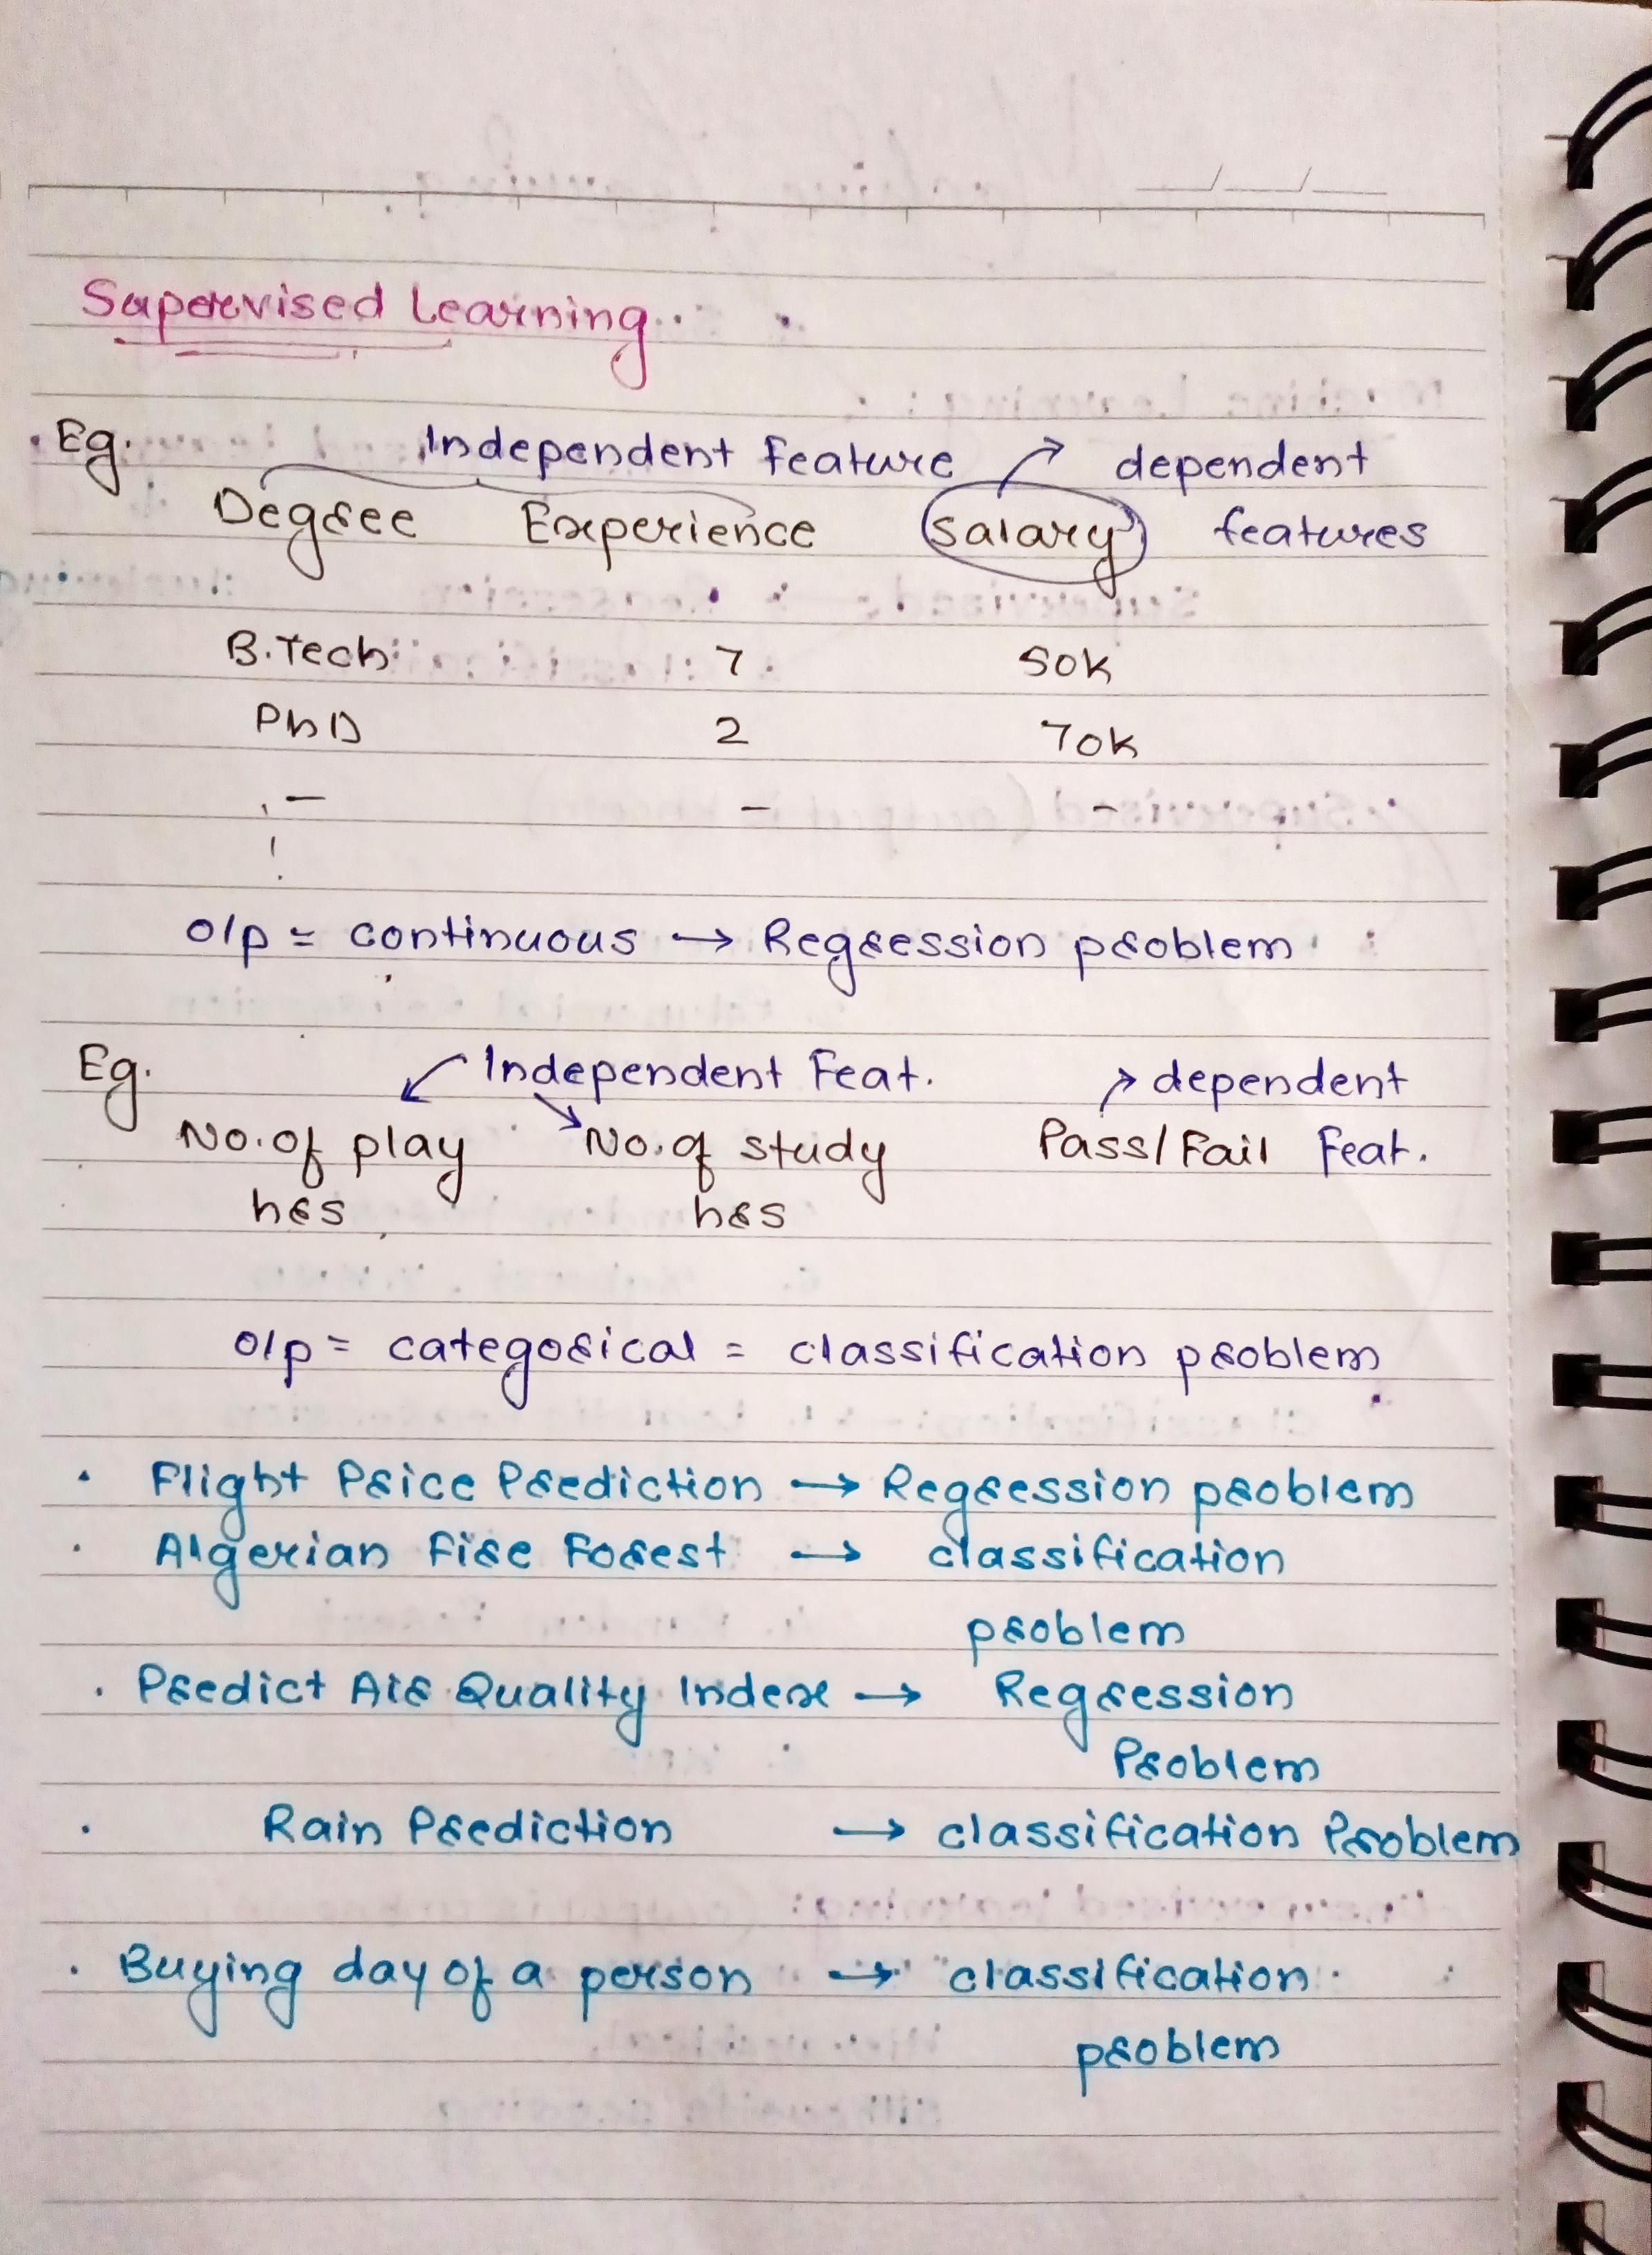 Supervised Learning
Eg. Independent Feature dependent
Degree Experience Salary features
B.Tech 7 50k
PhD 2 70k
- - -
o/p = continuous → Regression problem
Eg. Independent Feat. dependent
No. of play No. of study Pass/Fail Feat.
hrs hrs
o/p = categorical = classification problem
· Flight Price Prediction → Regression problem
· Algerian Fire Forest → classification
problem
· Predict Air Quality Index → Regression
Problem
· Rain Prediction → classification Problem
· Buying day of a person → classification
problem